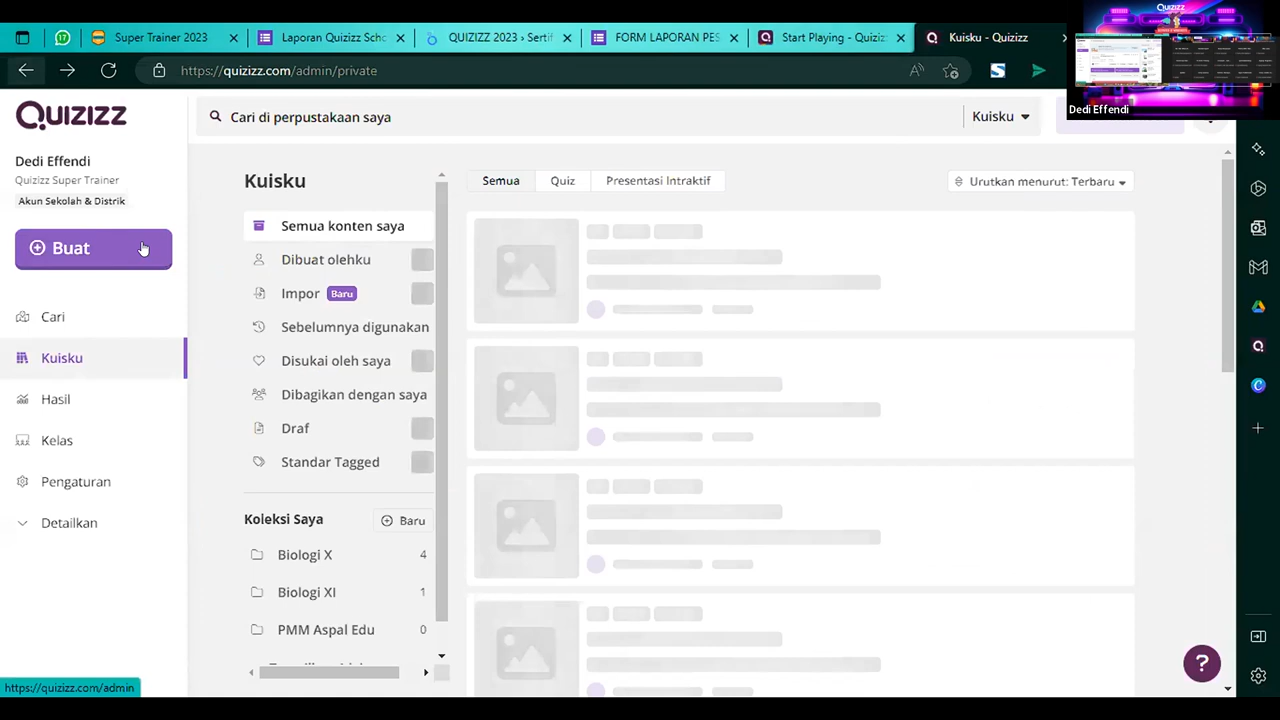 Super Trainer 2023
Laporan Quizizz Scho
QUIZIZZ 2023 › Sertif
FORM LAPORAN PES
Start Playing - Quiziz
Kuisku - Quizizz
https://quizizz.com/admin/private
QUIZIZZ
Dedi Effendi
QUIZIZZ
Dedi Effendi
Quizizz Super Trainer
Akun Sekolah & Distrik
Buat
Cari
Kuisku
Hasil
Kelas
Pengaturan
Detailkan
Cari di perpustakaan saya
Kuisku
Kuisku
Semua konten saya
Dibuat olehku
Impor Baru
Sebelumnya digunakan
Disukai oleh saya
Dibagikan dengan saya
Draf
Standar Tagged
Koleksi Saya
Baru
Biologi X 4
Biologi XI 1
PMM Aspal Edu 0
Semua Quiz Presentasi Intraktif
Urutkan menurut: Terbaru
?
https://quizizz.com/admin